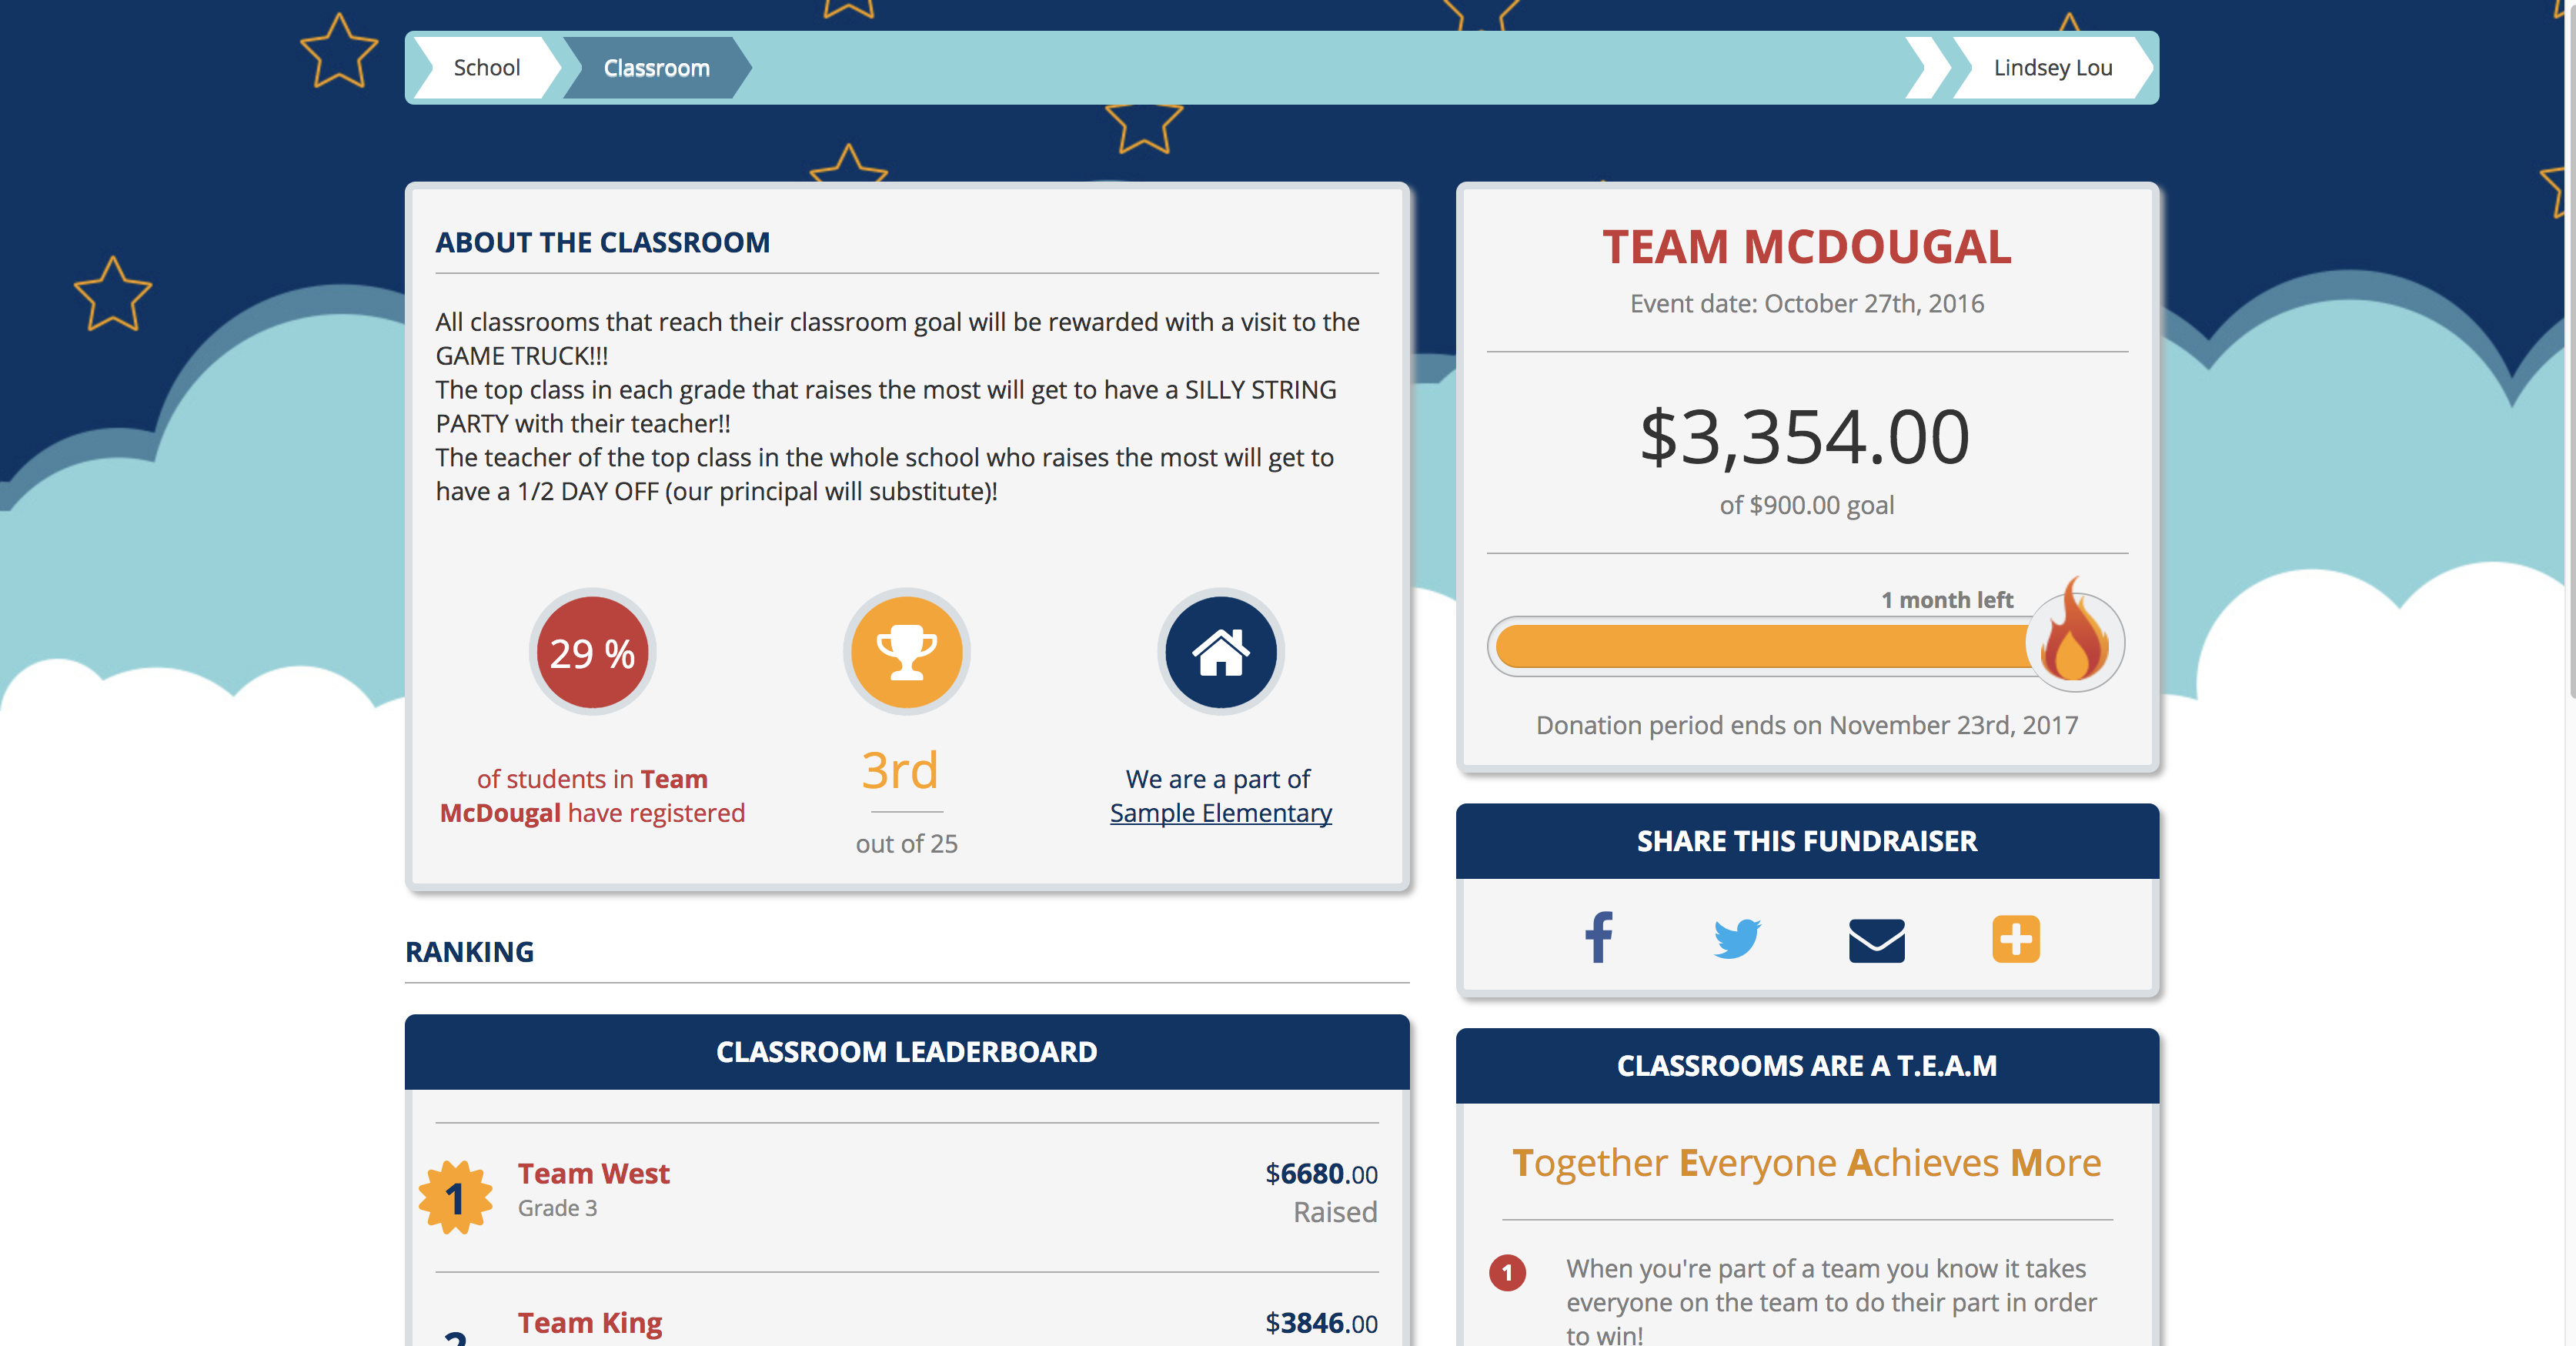 School
Classroom
Lindsey Lou
ABOUT THE CLASSROOM
All classrooms that reach their classroom goal will be rewarded with a visit to the
GAME TRUCK!!!
The top class in each grade that raises the most will get to have a SILLY STRING
PARTY with their teacher!!
The teacher of the top class in the whole school who raises the most will get to
have a 1/2 DAY OFF (our principal will substitute)!
29 %
of students in Team
McDougal have registered
3rd
out of 25
We are a part of
Sample Elementary
RANKING
CLASSROOM LEADERBOARD
1
Team West
Grade 3
$6680.00
Raised
2
Team King
$3846.00
TEAM MCDOUGAL
Event date: October 27th, 2016
$3,354.00
of $900.00 goal
1 month left
Donation period ends on November 23rd, 2017
SHARE THIS FUNDRAISER
CLASSROOMS ARE A T.E.A.M
Together Everyone Achieves More
1
When you're part of a team you know it takes
everyone on the team to do their part in order
to win!